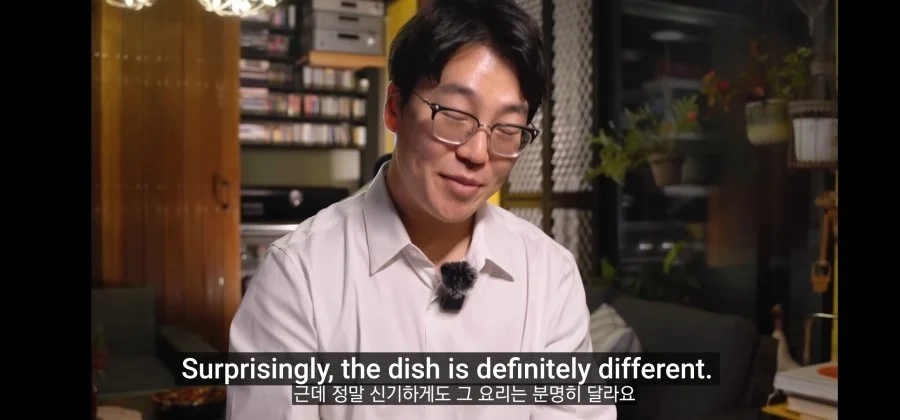 Surprisingly, the dish is definitely different.
근데 정말 신기하게도 그 요리는 분명히 달라요